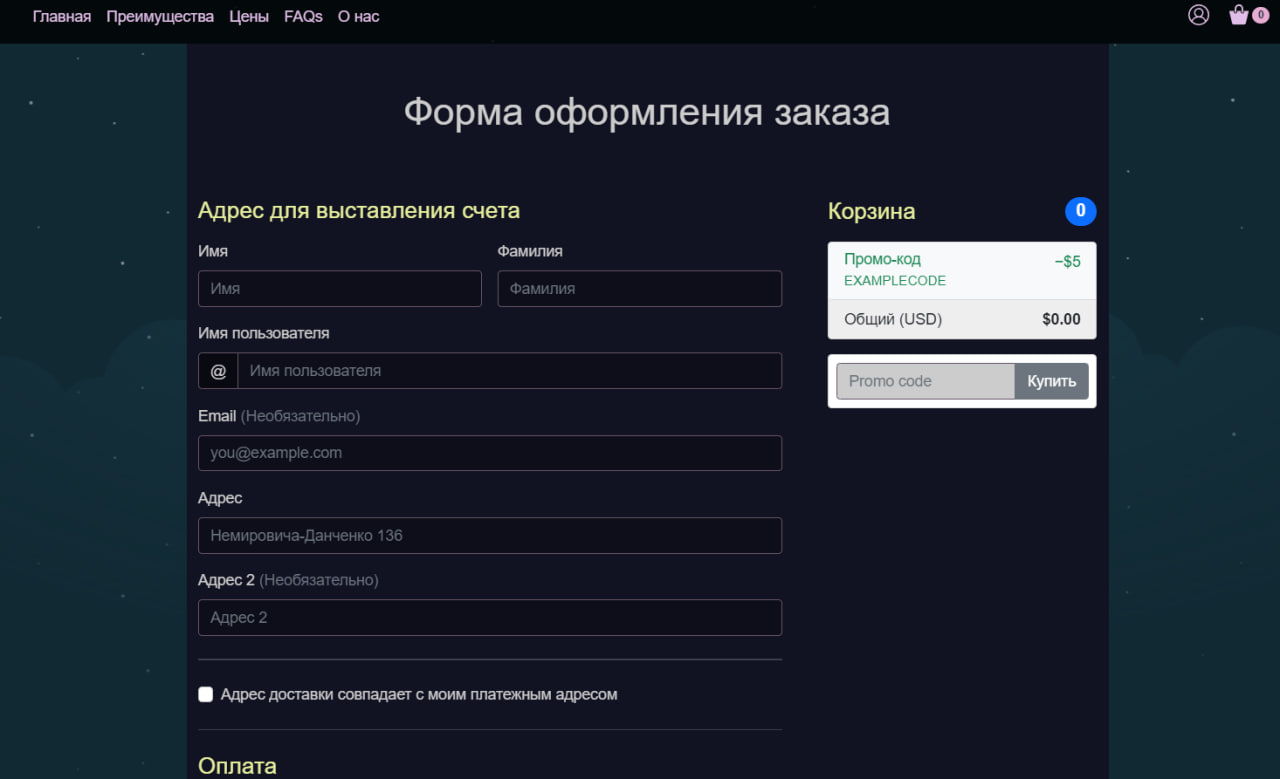 Главная Преимущества Цены FAQs О нас 0
Форма оформления заказа
Адрес для выставления счета
Имя Фамилия
Имя Фамилия
Имя пользователя
@ Имя пользователя
Email (Необязательно)
you@example.com
Адрес
Немировича-Данченко 136
Адрес 2 (Необязательно)
Адрес 2
Адрес доставки совпадает с моим платежным адресом
Оплата
Корзина 0
Промо-код −$5
EXAMPLECODE
Общий (USD) $0.00
Promo code Купить